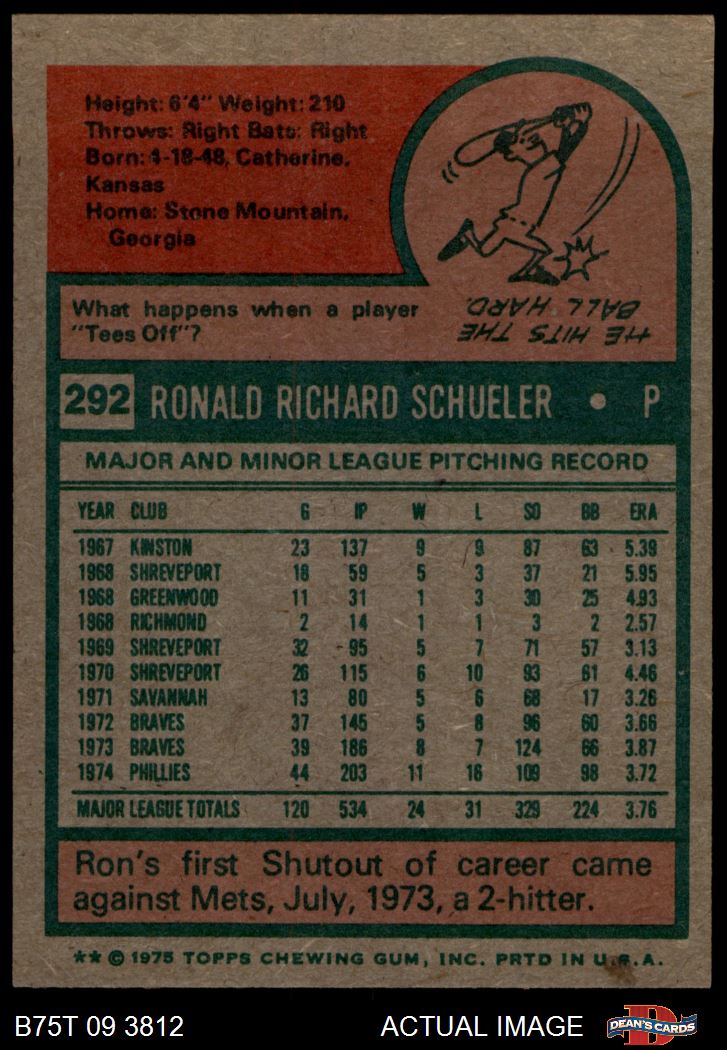 Height: 6'4" Weight: 210
Throws: Right Bats: Right
Born: 4-18-48, Catherine,
Kansas
Home: Stone Mountain,
Georgia
What happens when a player
"Tees Off"?
HE HITS THE
BALL HARD.
292 RONALD RICHARD SCHUELER • P
MAJOR AND MINOR LEAGUE PITCHING RECORD
YEAR CLUB G IP W L SO BB ERA
1967 KINSTON 23 137 9 9 87 63 5.39
1968 SHREVEPORT 18 59 5 3 37 21 5.95
1968 GREENWOOD 11 31 1 3 30 25 4.93
1968 RICHMOND 2 14 1 1 3 2 2.57
1969 SHREVEPORT 32 95 5 7 71 57 3.13
1970 SHREVEPORT 26 115 6 10 93 61 4.46
1971 SAVANNAH 13 80 5 6 68 17 3.26
1972 BRAVES 37 145 5 8 96 60 3.66
1973 BRAVES 39 186 8 7 124 66 3.87
1974 PHILLIES 44 203 11 16 109 98 3.72
MAJOR LEAGUE TOTALS 120 534 24 31 329 224 3.76
Ron's first Shutout of career came
against Mets, July, 1973, a 2-hitter.
** © 1975 TOPPS CHEWING GUM, INC. PRTD IN U.S.A.
B75T 09 3812 ACTUAL IMAGE DEAN'S CARDS